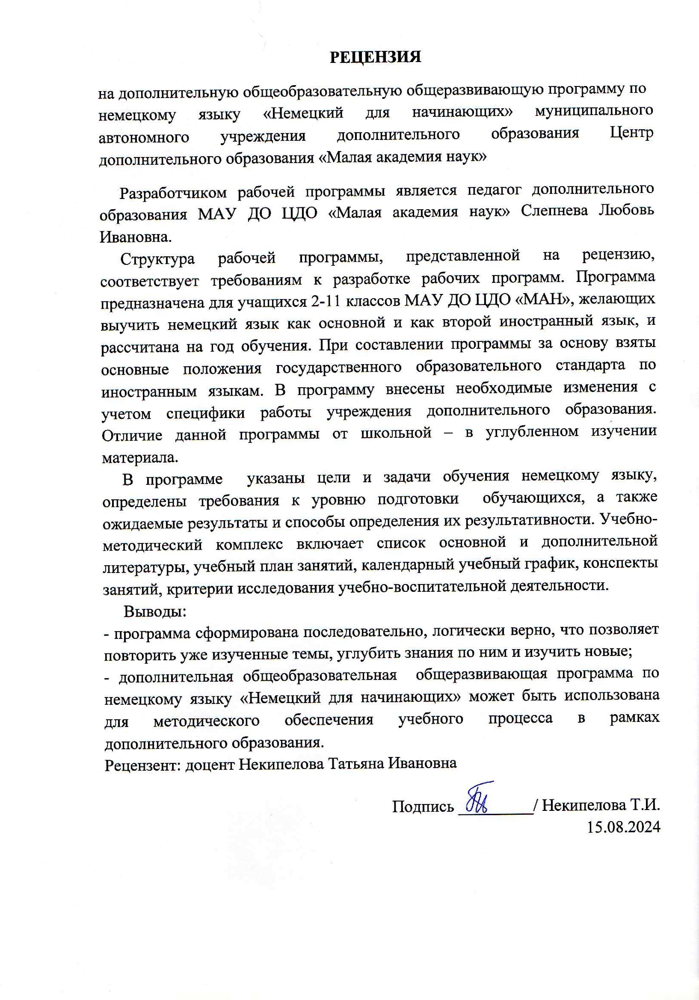 РЕЦЕНЗИЯ
на дополнительную общеобразовательную общеразвивающую программу по
немецкому языку «Немецкий для начинающих» муниципального
автономного учреждения дополнительного образования Центр
дополнительного образования «Малая академия наук»
Разработчиком рабочей программы является педагог дополнительного
образования МАУ ДО ЦДО «Малая академия наук» Слепнева Любовь
Ивановна.
Структура рабочей программы, представленной на рецензию,
соответствует требованиям к разработке рабочих программ. Программа
предназначена для учащихся 2-11 классов МАУ ДО ЦДО «МАН», желающих
выучить немецкий язык как основной и как второй иностранный язык, и
рассчитана на год обучения. При составлении программы за основу взяты
основные положения государственного образовательного стандарта по
иностранным языкам. В программу внесены необходимые изменения с
учетом специфики работы учреждения дополнительного образования.
Отличие данной программы от школьной – в углубленном изучении
материала.
В программе указаны цели и задачи обучения немецкому языку,
определены требования к уровню подготовки обучающихся, а также
ожидаемые результаты и способы определения их результативности. Учебно-
методический комплекс включает список основной и дополнительной
литературы, учебный план занятий, календарный учебный график, конспекты
занятий, критерии исследования учебно-воспитательной деятельности.
Выводы:
- программа сформирована последовательно, логически верно, что позволяет
повторить уже изученные темы, углубить знания по ним и изучить новые;
- дополнительная общеобразовательная общеразвивающая программа по
немецкому языку «Немецкий для начинающих» может быть использована
для методического обеспечения учебного процесса в рамках
дополнительного образования.
Рецензент: доцент Некипелова Татьяна Ивановна
Подпись _________/ Некипелова Т.И.
15.08.2024